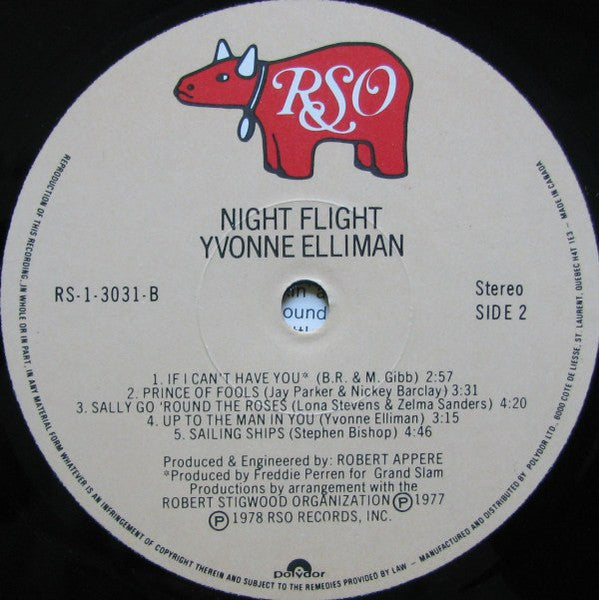 RSO
NIGHT FLIGHT
YVONNE ELLIMAN
RS-1-3031-B
Stereo
SIDE 2
ound
1. IF I CAN'T HAVE YOU* (B.R. & M. Gibb) 2:57
2. PRINCE OF FOOLS (Jay Parker & Nickey Barclay) 3:31
3. SALLY GO 'ROUND THE ROSES (Lona Stevens & Zelma Sanders) 4:20
4. UP TO THE MAN IN YOU (Yvonne Elliman) 3:15
5. SAILING SHIPS (Stephen Bishop) 4:46
Produced & Engineered by: ROBERT APPERE
*Produced by Freddie Perren for Grand Slam
Productions by arrangement with the
ROBERT STIGWOOD ORGANIZATION Ⓟ 1977
Ⓟ 1978 RSO RECORDS, INC.
polydor
REPRODUCTION OF THIS RECORDING, IN WHOLE OR IN PART, IN ANY MATERIAL FORM WHATEVER IS AN INFRINGEMENT OF COPYRIGHT THEREIN AND SUBJECT TO THE REMEDIES PROVIDED BY LAW – MANUFACTURED AND DISTRIBUTED BY POLYDOR LTD., 6000 COTE DE LIESSE, ST. LAURENT, QUEBEC H4T 1E3 – MADE IN CANADA